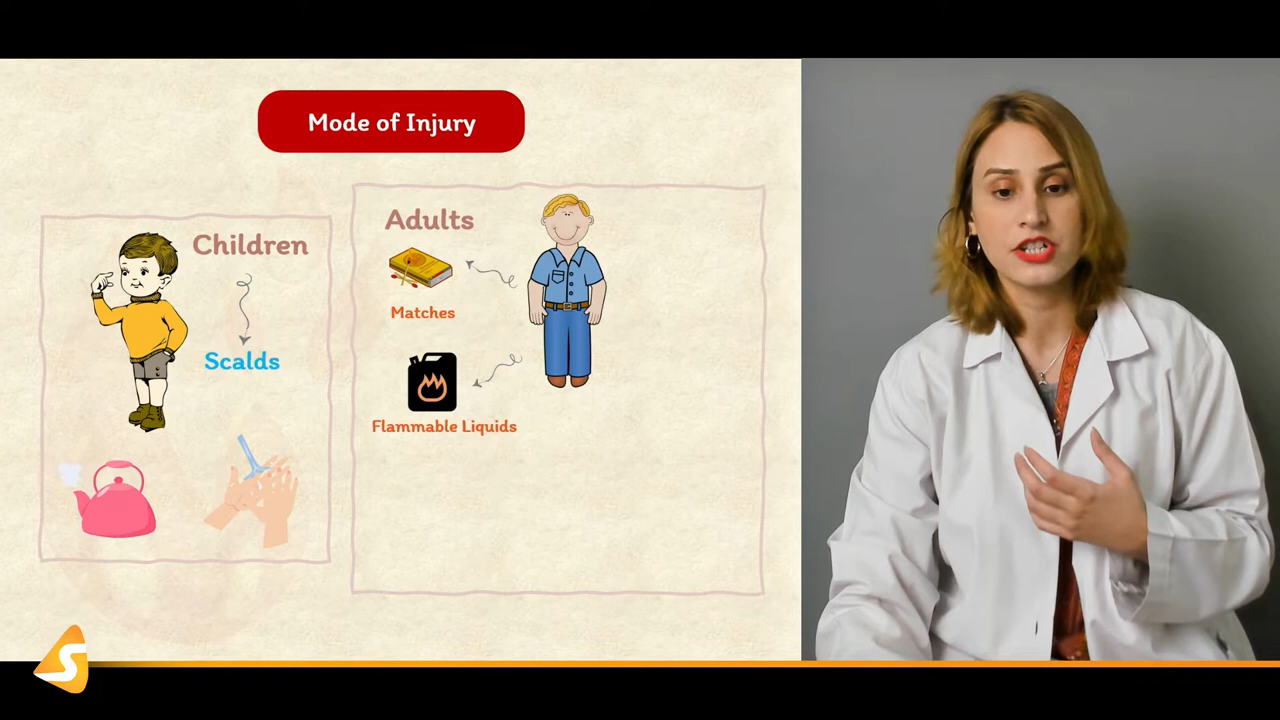 Mode of Injury
Children
Scalds
Adults
Matches
Flammable Liquids